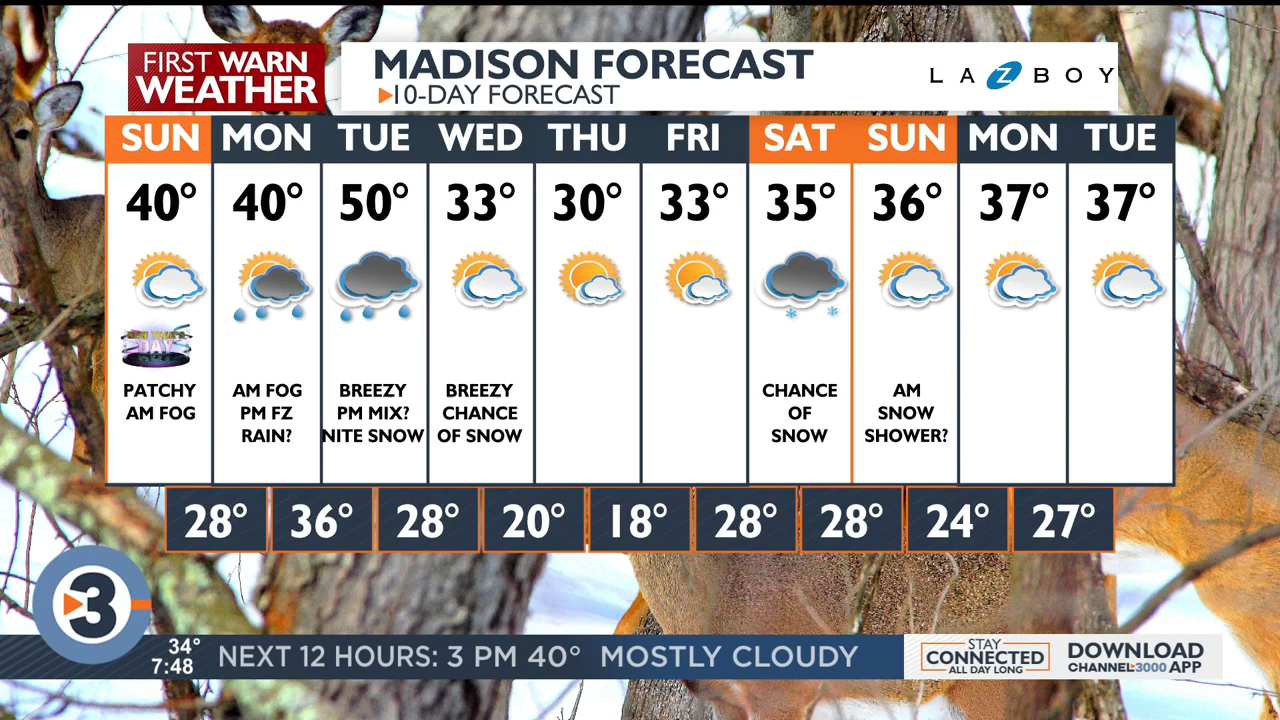 FIRST WARN
WEATHER
MADISON FORECAST
10-DAY FORECAST
LA Z BOY
SUN MON TUE WED THU FRI SAT SUN MON TUE
40° 40° 50° 33° 30° 33° 35° 36° 37° 37°
NEW YEAR'S
DAY
PATCHY
AM FOG
AM FOG
PM FZ
RAIN?
BREEZY
PM MIX?
NITE SNOW
BREEZY
CHANCE
OF SNOW
CHANCE
OF
SNOW
AM
SNOW
SHOWER?
28° 36° 28° 20° 18° 28° 28° 24° 27°
3
34°
7:48
NEXT 12 HOURS: 3 PM 40° MOSTLY CLOUDY
STAY
CONNECTED
ALL DAY LONG
DOWNLOAD
CHANNEL3000 APP